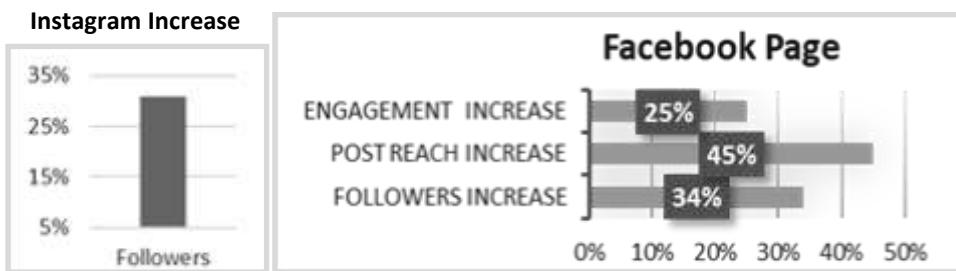 Instagram Increase
35%
25%
15%
5%
Followers
Facebook Page
ENGAGEMENT INCREASE 25%
POST REACH INCREASE 45%
FOLLOWERS INCREASE 34%
0% 10% 20% 30% 40% 50%